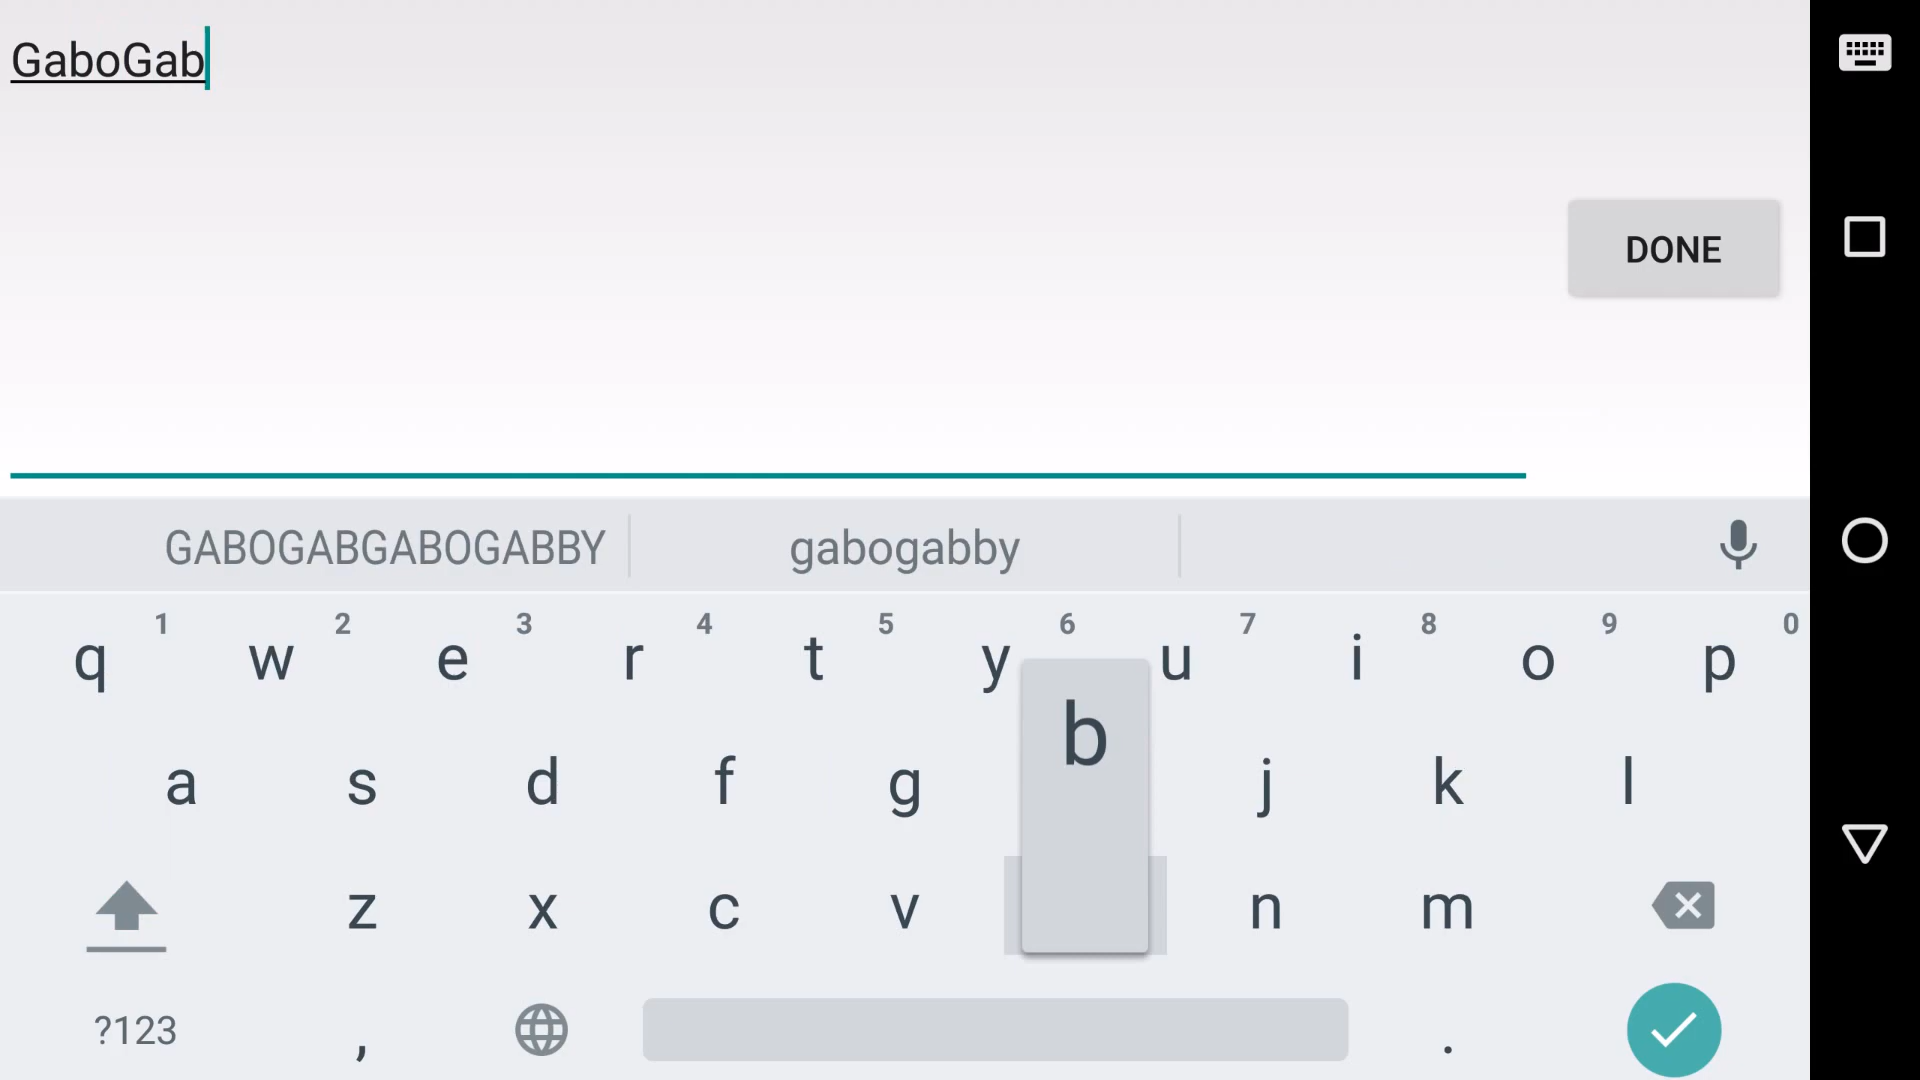 GaboGab
DONE
GABOGABGABOGABBY gabogabby
1 2 3 4 5 6 7 8 9 0
q w e r t y u i o p
b
a s d f g j k l
z x c v n m
?123 , .